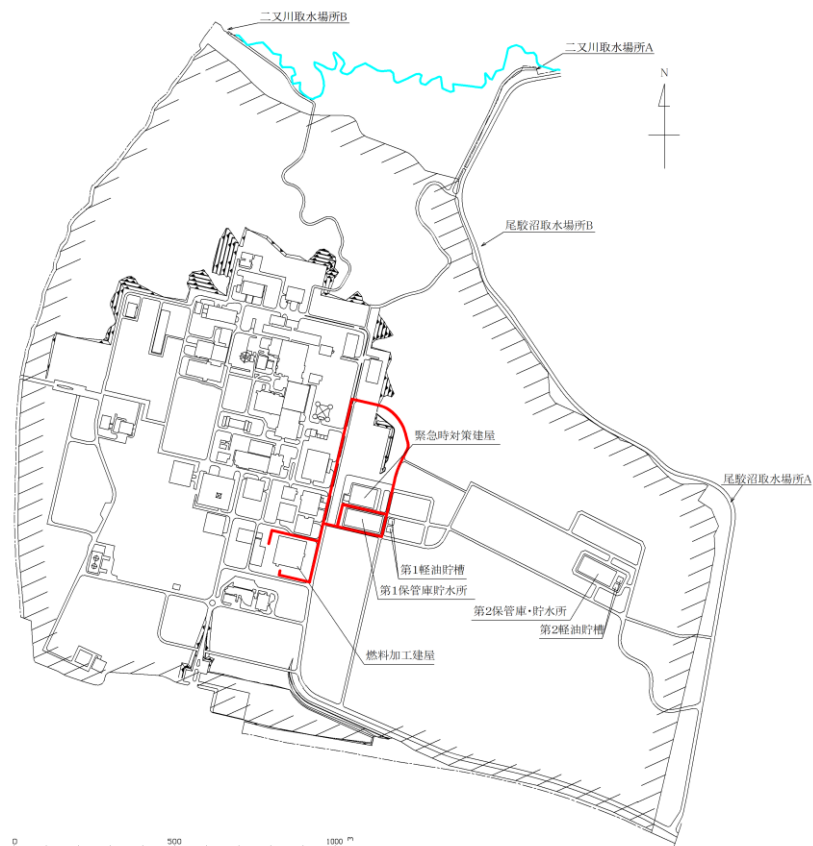 二又川取水場所B
二又川取水場所A
N
尾駮沼取水場所B
緊急時対策建屋
尾駮沼取水場所A
第1軽油貯槽
第1保管庫貯水所
第2保管庫・貯水所
第2軽油貯槽
燃料加工建屋
0 500 1000 m